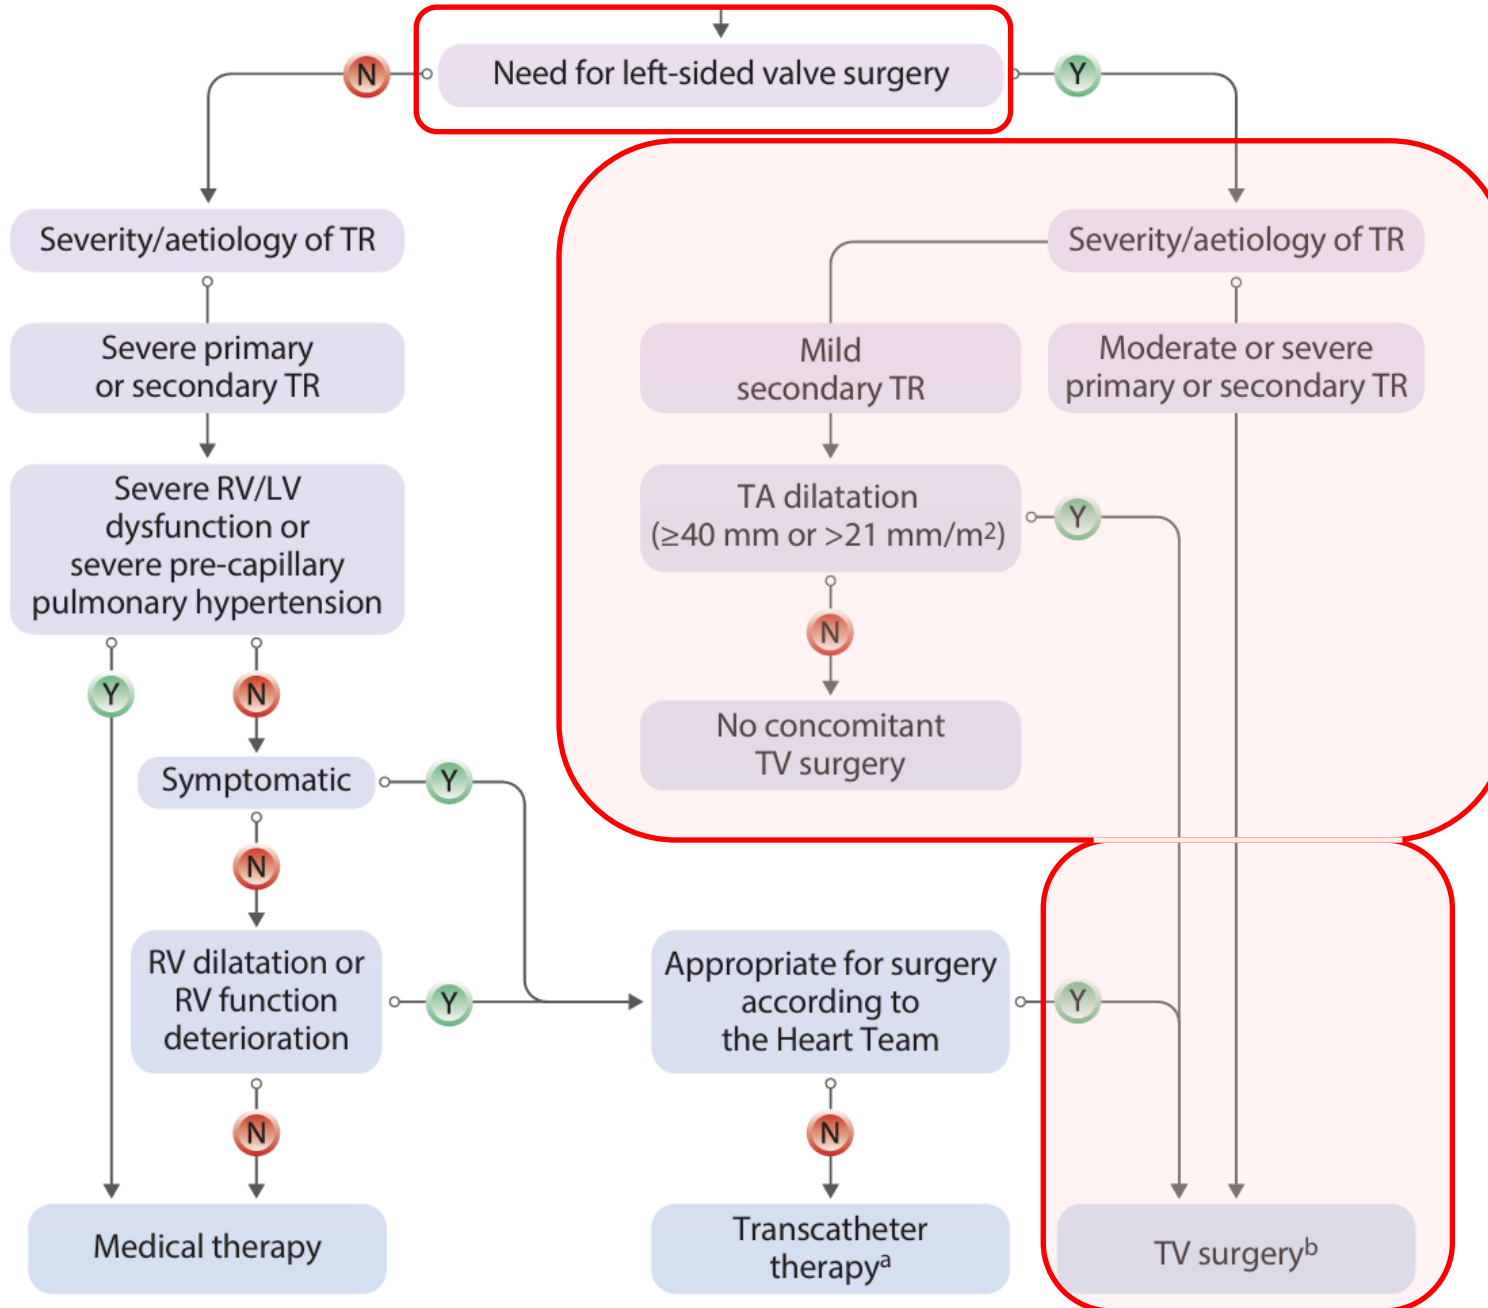 Need for left-sided valve surgery
N
Y
Severity/aetiology of TR
Severity/aetiology of TR
Severe primary
or secondary TR
Mild
secondary TR
Moderate or severe
primary or secondary TR
Severe RV/LV
dysfunction or
severe pre-capillary
pulmonary hypertension
TA dilatation
(≥40 mm or >21 mm/m²)
Y
N
Y
N
No concomitant
TV surgery
Symptomatic
Y
N
RV dilatation or
RV function
deterioration
Y
Appropriate for surgery
according to
the Heart Team
Y
N
N
Medical therapy
Transcatheter
therapyᵃ
TV surgeryᵇ